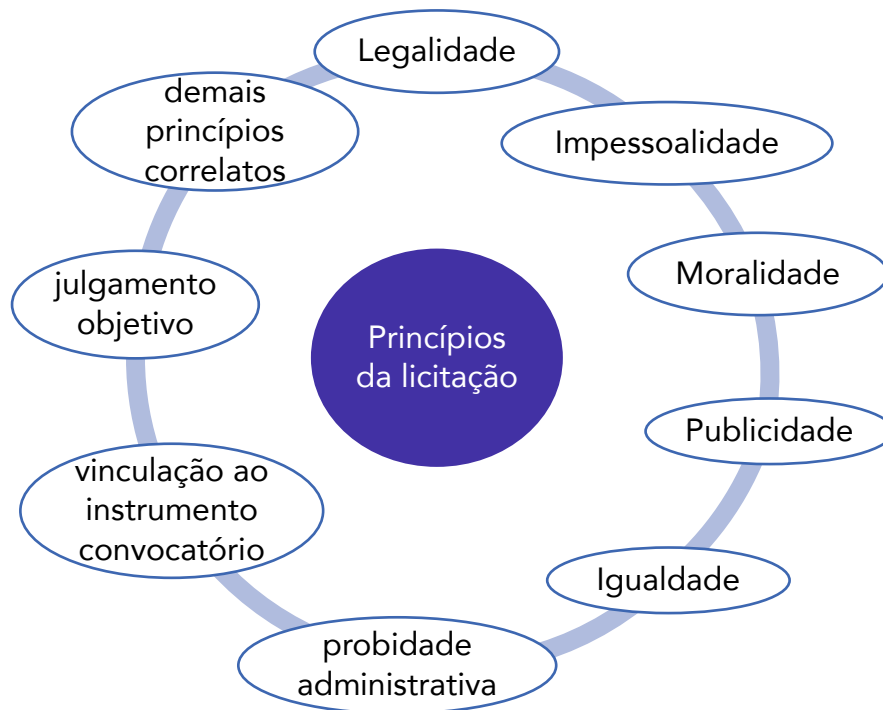 Legalidade
Impessoalidade
Moralidade
Publicidade
Igualdade
probidade
administrativa
vinculação ao
instrumento
convocatório
julgamento
objetivo
demais
princípios
correlatos
Princípios
da licitação